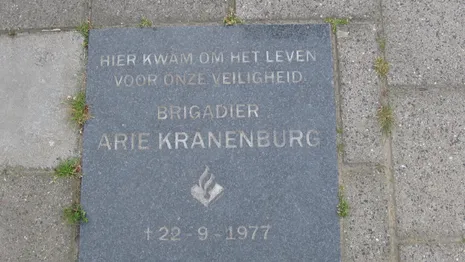 HIER KWAM OM HET LEVEN
VOOR ONZE VEILIGHEID
BRIGADIER
ARIE KRANENBURG
†22-9-1977